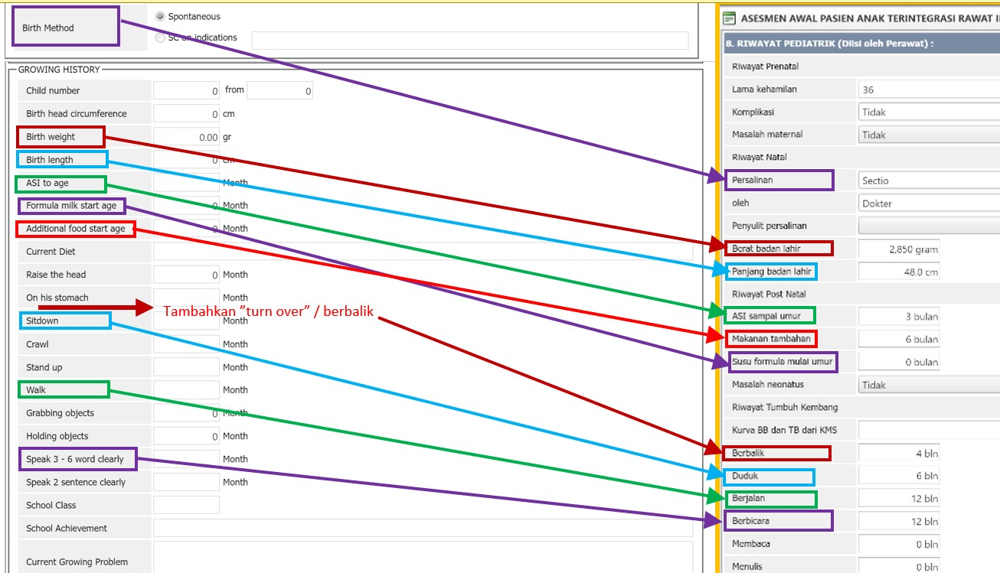 Birth Method
Spontaneous
SC on indications
GROWING HISTORY
Child number 0 from 0
Birth head circumference 0 cm
Birth weight 0.00 gr
Birth length 0 cm
ASI to age Month
Formula milk start age 0 Month
Additional food start age 0 Month
Current Diet
Raise the head 0 Month
On his stomach Month
Tambahkan ”turn over” / berbalik
Sitdown Month
Crawl Month
Stand up Month
Walk Month
Grabbing objects 0 Month
Holding objects 0 Month
Speak 3 - 6 word clearly
Speak 2 sentence clearly Month
School Class
School Achievement
Current Growing Problem
ASESMEN AWAL PASIEN ANAK TERINTEGRASI RAWAT I
8. RIWAYAT PEDIATRIK (Diisi oleh Perawat) :
Riwayat Prenatal
Lama kehamilan 36
Komplikasi Tidak
Masalah maternal Tidak
Riwayat Natal
Persalinan Sectio
oleh Dokter
Penyulit persalinan
Berat badan lahir 2,850 gram
Panjang badan lahir 48.0 cm
Riwayat Post Natal
ASI sampai umur 3 bulan
Makanan tambahan 6 bulan
Susu formula mulai umur 0 bulan
Masalah neonatus Tidak
Riwayat Tumbuh Kembang
Kurva BB dan TB dari KMS
Berbalik 4 bln
Duduk 6 bln
Berjalan 12 bln
Berbicara 12 bln
Membaca 0 bln
Menulis 0 bln